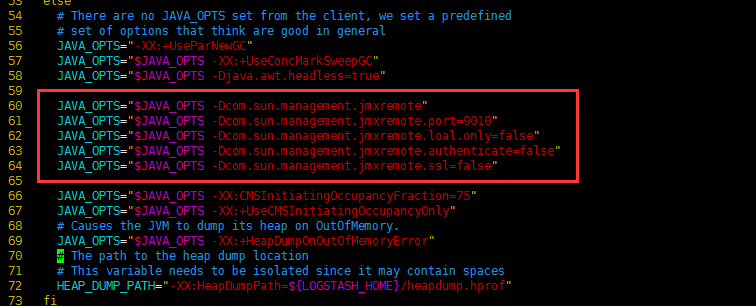 53 else
54 # There are no JAVA_OPTS set from the client, we set a predefined
55 # set of options that think are good in general
56 JAVA_OPTS="-XX:+UseParNewGC"
57 JAVA_OPTS="$JAVA_OPTS -XX:+UseConcMarkSweepGC"
58 JAVA_OPTS="$JAVA_OPTS -Djava.awt.headless=true"
59
60 JAVA_OPTS="$JAVA_OPTS -Dcom.sun.management.jmxremote"
61 JAVA_OPTS="$JAVA_OPTS -Dcom.sun.management.jmxremote.port=9010"
62 JAVA_OPTS="$JAVA_OPTS -Dcom.sun.management.jmxremote.loal.only=false"
63 JAVA_OPTS="$JAVA_OPTS -Dcom.sun.management.jmxremote.authenticate=false"
64 JAVA_OPTS="$JAVA_OPTS -Dcom.sun.management.jmxremote.ssl=false"
65
66 JAVA_OPTS="$JAVA_OPTS -XX:CMSInitiatingOccupancyFraction=75"
67 JAVA_OPTS="$JAVA_OPTS -XX:+UseCMSInitiatingOccupancyOnly"
68 # Causes the JVM to dump its heap on OutOfMemory.
69 JAVA_OPTS="$JAVA_OPTS -XX:+HeapDumpOnOutOfMemoryError"
70 # The path to the heap dump location
71 # This variable needs to be isolated since it may contain spaces
72 HEAP_DUMP_PATH="-XX:HeapDumpPath=${LOGSTASH_HOME}/heapdump.hprof"
73 fi